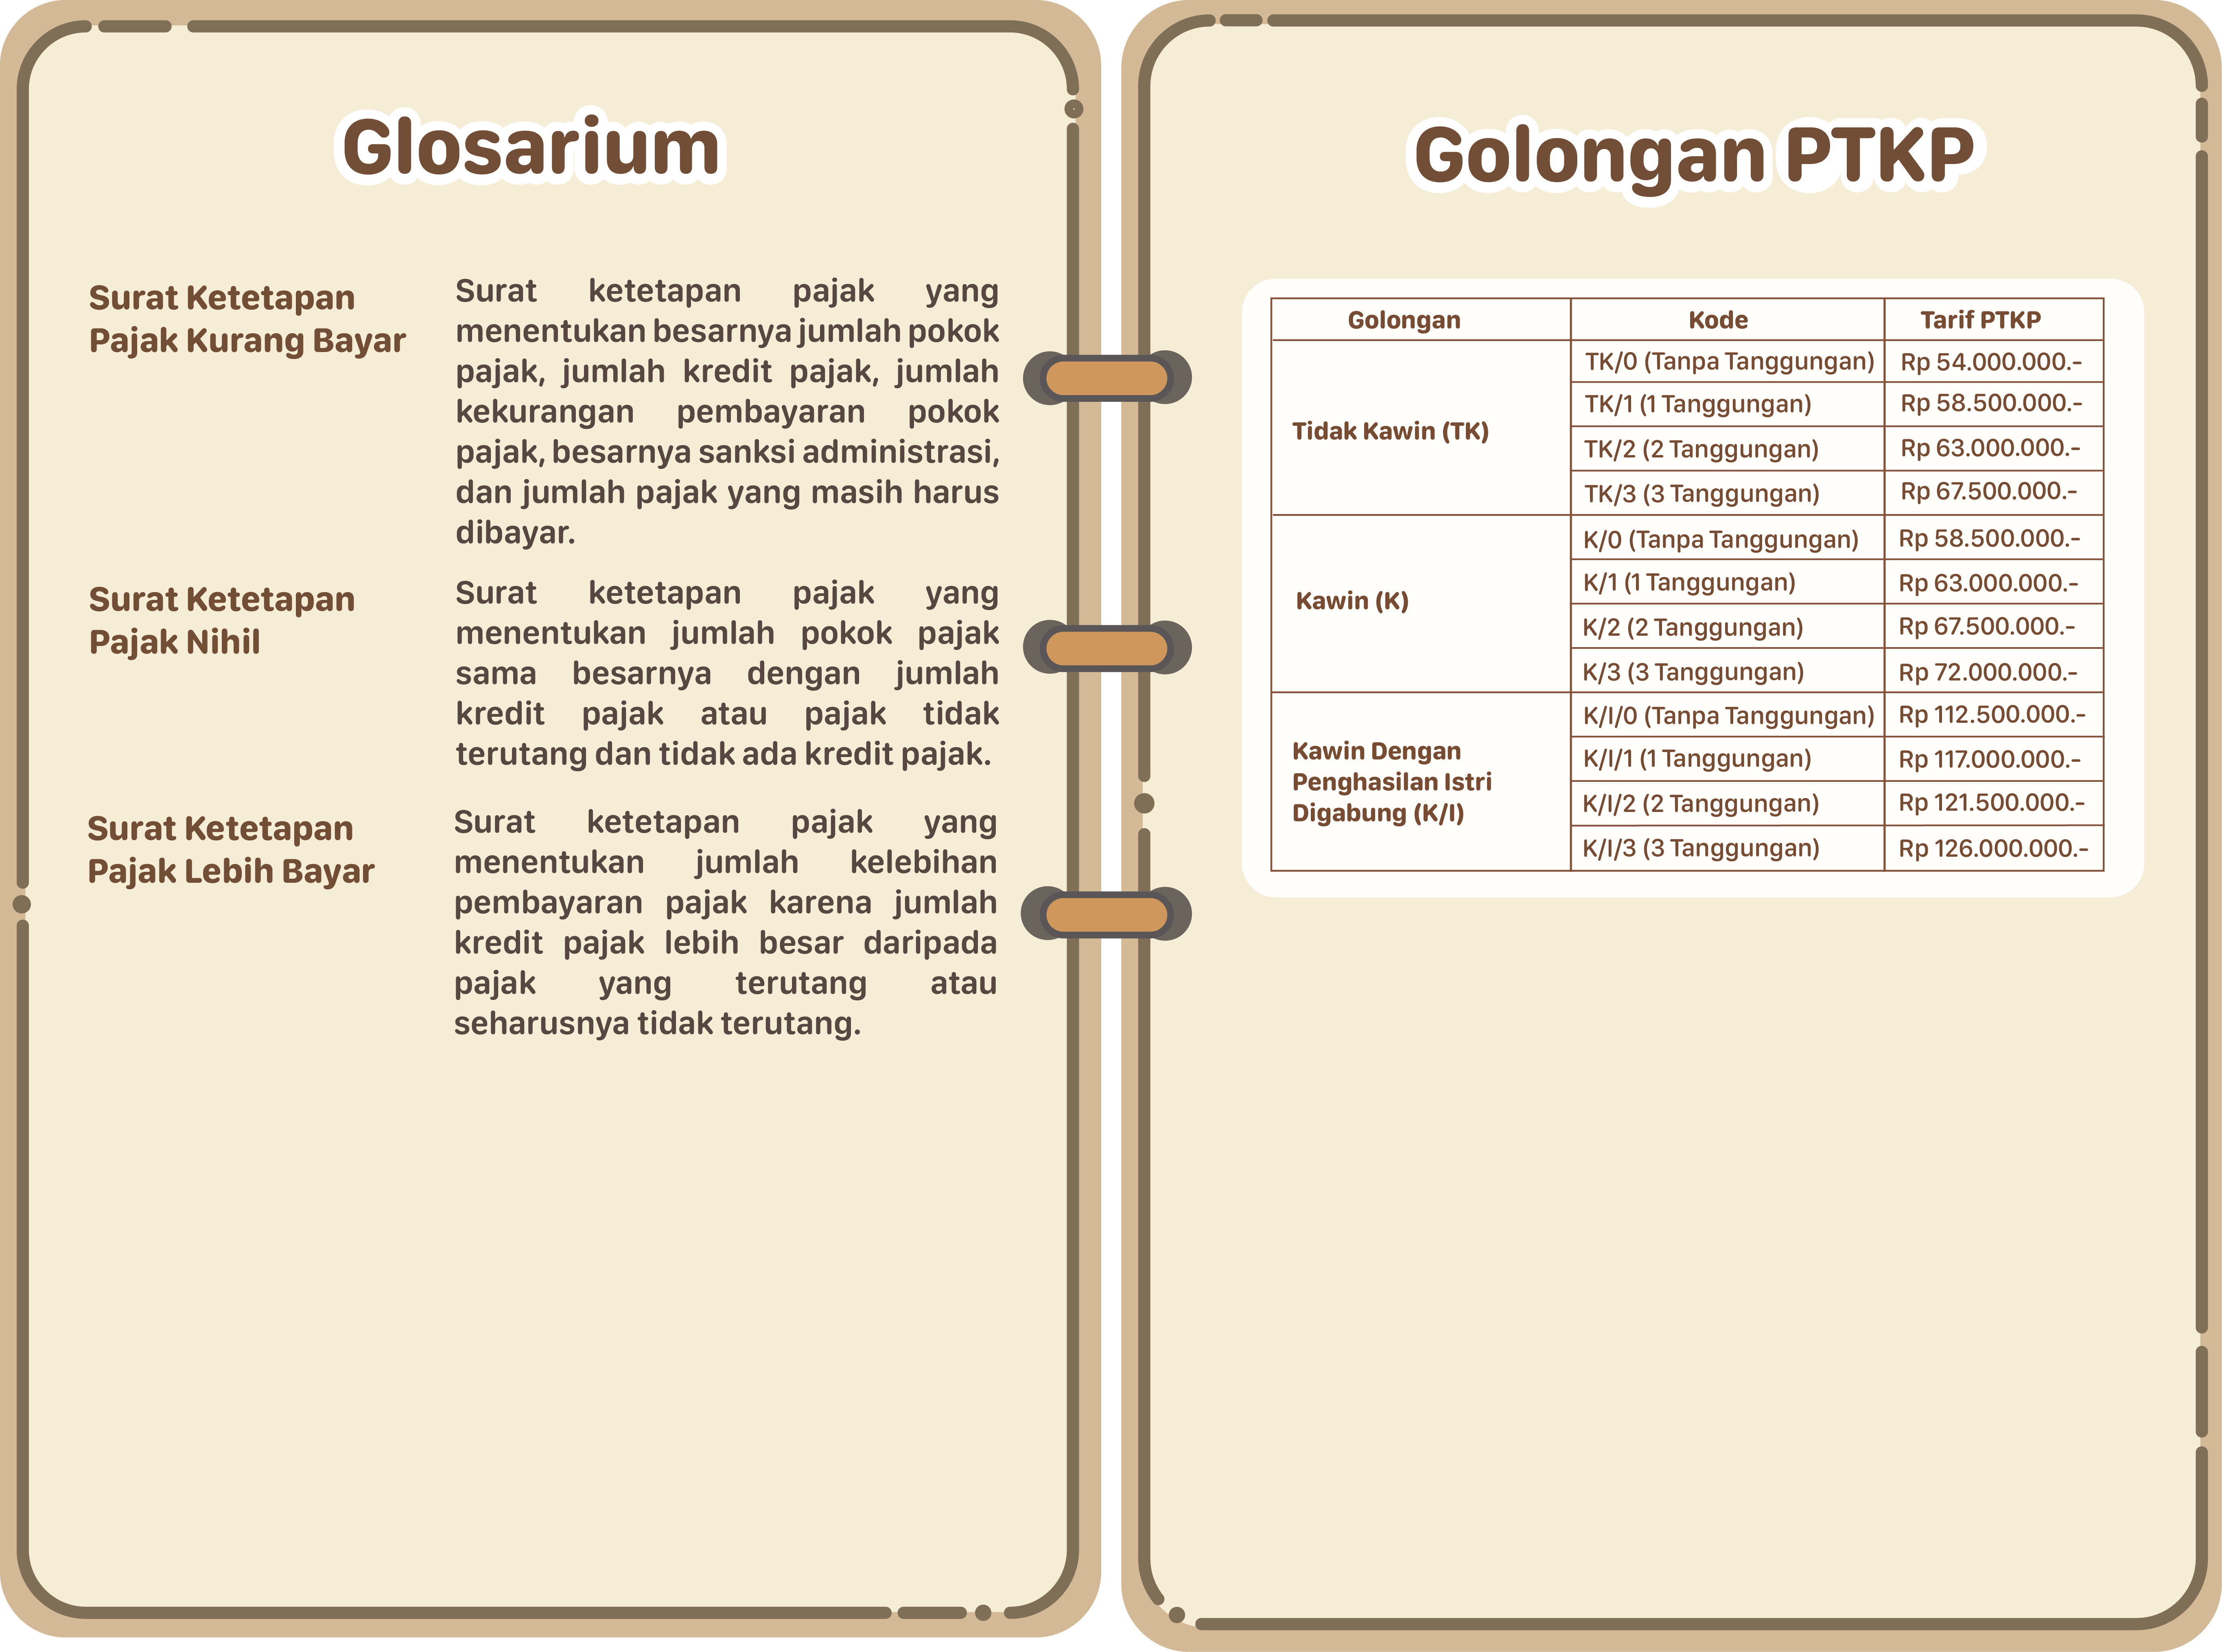 Glosarium
Surat Ketetapan
Pajak Kurang Bayar
Surat ketetapan pajak yang
menentukan besarnya jumlah pokok
pajak, jumlah kredit pajak, jumlah
kekurangan pembayaran pokok
pajak, besarnya sanksi administrasi,
dan jumlah pajak yang masih harus
dibayar.
Surat Ketetapan
Pajak Nihil
Surat ketetapan pajak yang
menentukan jumlah pokok pajak
sama besarnya dengan jumlah
kredit pajak atau pajak tidak
terutang dan tidak ada kredit pajak.
Surat Ketetapan
Pajak Lebih Bayar
Surat ketetapan pajak yang
menentukan jumlah kelebihan
pembayaran pajak karena jumlah
kredit pajak lebih besar daripada
pajak yang terutang atau
seharusnya tidak terutang.
Golongan PTKP
Golongan Kode Tarif PTKP
Tidak Kawin (TK)
TK/0 (Tanpa Tanggungan) Rp 54.000.000.-
TK/1 (1 Tanggungan) Rp 58.500.000.-
TK/2 (2 Tanggungan) Rp 63.000.000.-
TK/3 (3 Tanggungan) Rp 67.500.000.-
Kawin (K)
K/0 (Tanpa Tanggungan) Rp 58.500.000.-
K/1 (1 Tanggungan) Rp 63.000.000.-
K/2 (2 Tanggungan) Rp 67.500.000.-
K/3 (3 Tanggungan) Rp 72.000.000.-
Kawin Dengan
Penghasilan Istri
Digabung (K/I)
K/I/0 (Tanpa Tanggungan) Rp 112.500.000.-
K/I/1 (1 Tanggungan) Rp 117.000.000.-
K/I/2 (2 Tanggungan) Rp 121.500.000.-
K/I/3 (3 Tanggungan) Rp 126.000.000.-